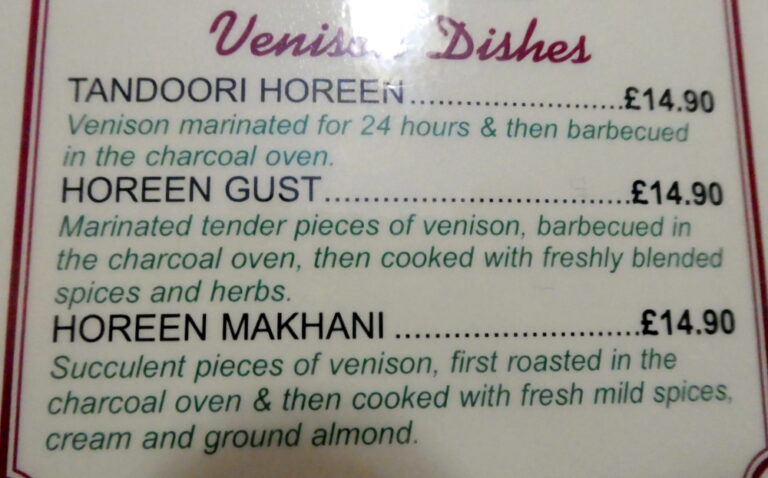 Venison Dishes
TANDOORI HOREEN........................£14.90
Venison marinated for 24 hours & then barbecued
in the charcoal oven.
HOREEN GUST..................................£14.90
Marinated tender pieces of venison, barbecued in
the charcoal oven, then cooked with freshly blended
spices and herbs.
HOREEN MAKHANI ...........................£14.90
Succulent pieces of venison, first roasted in the
charcoal oven & then cooked with fresh mild spices,
cream and ground almond.